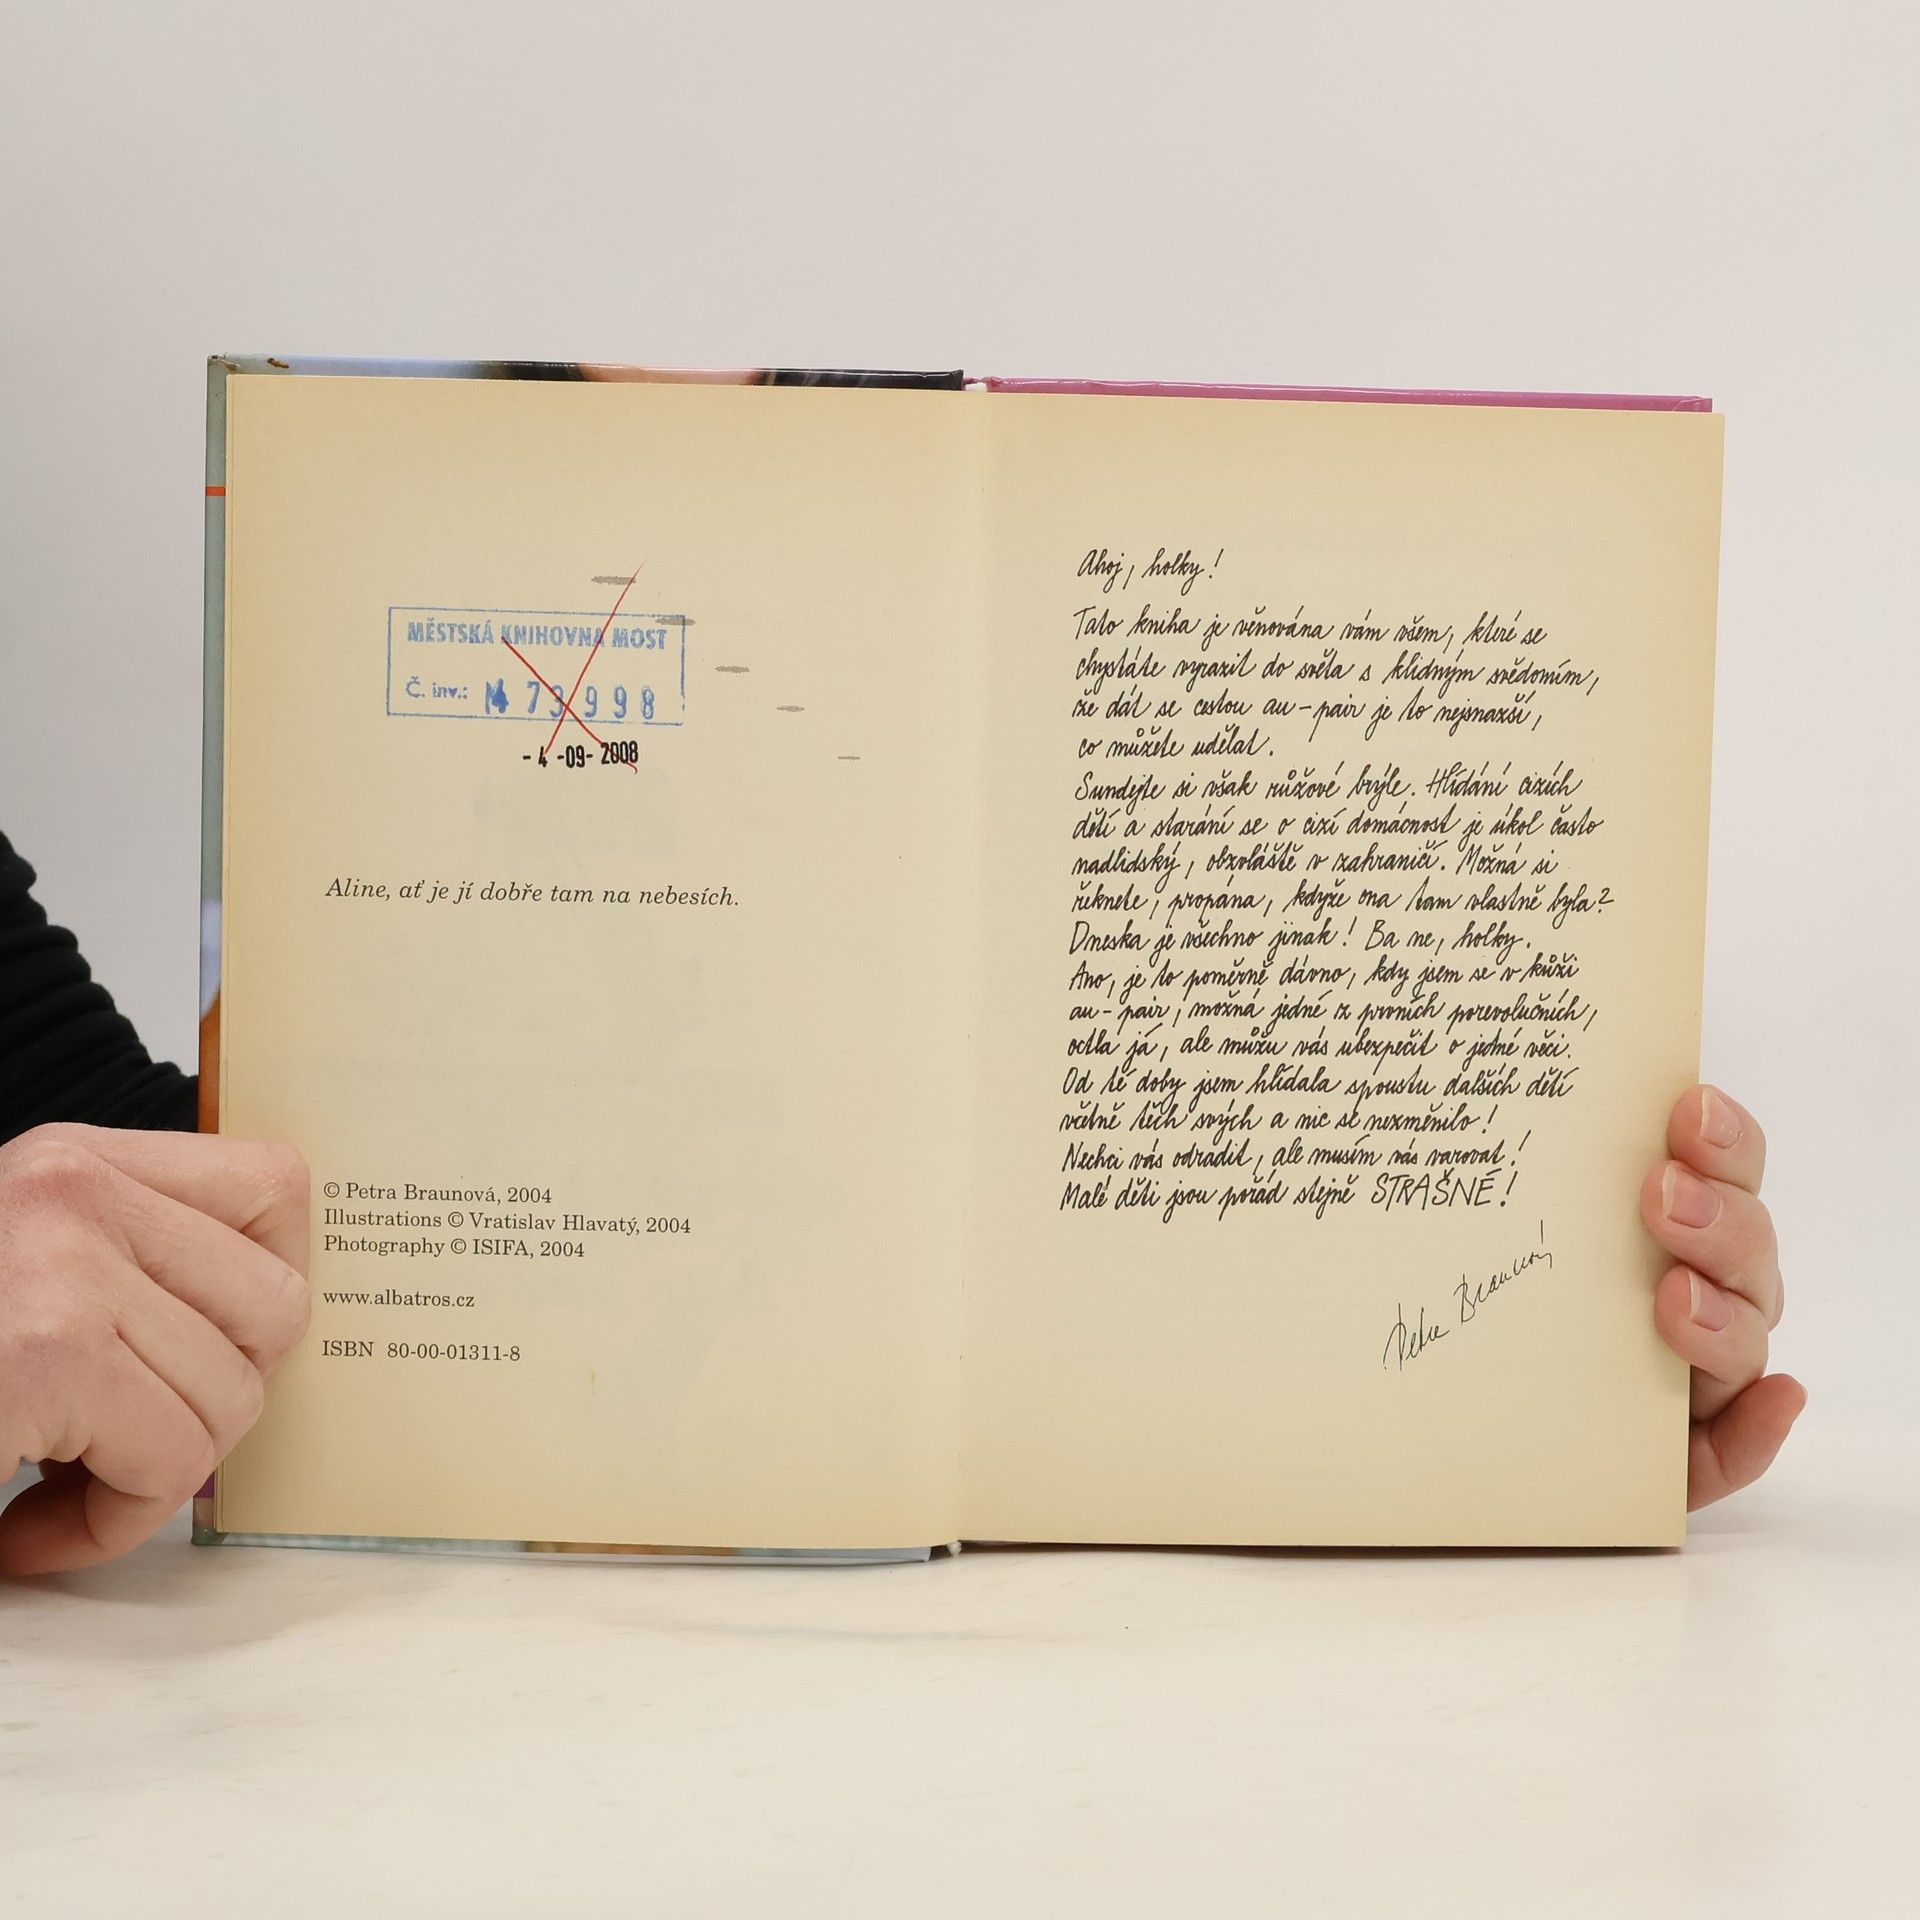 MĚSTSKÁ KNIHOVNA MOST
Č. inv.: N 73998
- 4 -09- 2008
Aline, ať je jí dobře tam na nebesích.
© Petra Braunová, 2004
Illustrations © Vratislav Hlavatý, 2004
Photography © ISIFA, 2004
www.albatros.cz
ISBN 80-00-01311-8
Ahoj, holky!
Tato kniha je věnována vám všem, které se
chystáte vyrazit do světa s klidným svědomím,
že dát se cestou au-pair je to nejsnazší,
co můžete udělat.
Sundejte si však růžové brýle. Hlídání cizích
dětí a starání se o cizí domácnost je úkol často
nadlidský, obzvláště v zahraničí. Možná si
řeknete, propána, kdyže ona tam vlastně byla?
Dneska je všechno jinak! Ba ne, holky.
Ano, je to poměrně dávno, kdy jsem se v kůži
au-pair, možná jedné z prvních porevolučních,
octla já, ale můžu vás ubezpečit o jedné věci.
Od té doby jsem hlídala spoustu dalších dětí
včetně těch svých a nic se nezměnilo!
Nechci vás odradit, ale musím vás varovat!
Malé děti jsou pořád stejně STRAŠNÉ!
Petra Braunová